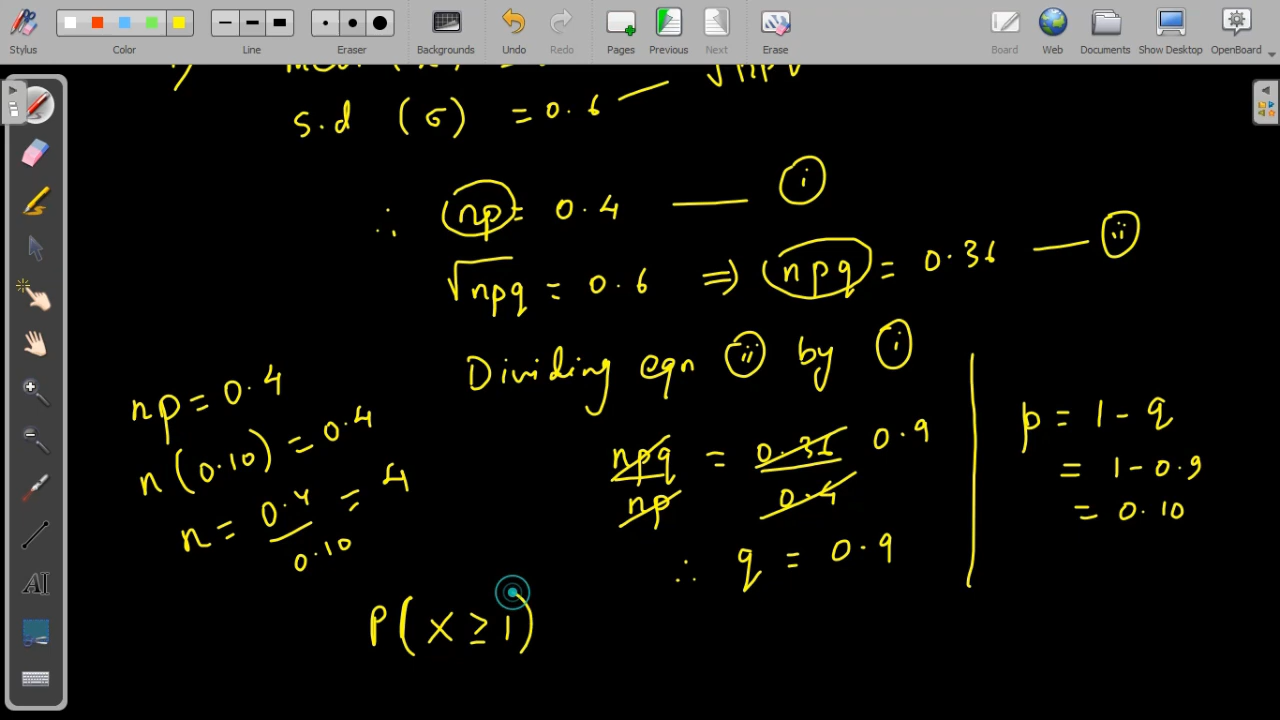 Stylus Color Line Eraser Backgrounds Undo Redo Pages Previous Next Erase Board Web Documents Show Desktop OpenBoard
s.d (σ) = 0.6 — √npq
∴ np = 0.4 — i
√npq = 0.6 ⇒ npq = 0.36 — ii
Dividing eqn ii by i
np = 0.4
n(0.10) = 0.4
n = 0.4/0.10 = 4
npq/np = 0.36/0.4 0.9
∴ q = 0.9
p = 1 - q
= 1 - 0.9
= 0.10
P(X ≥ 1)
AI